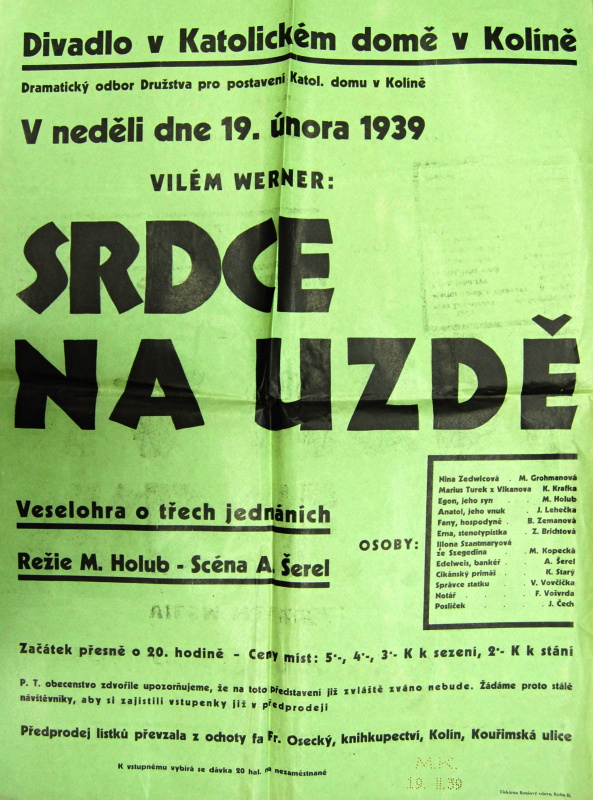 Divadlo v Katolickém domě v Kolíně
Dramatický odbor Družstva pro postavení Katol. domu v Kolíně
V neděli dne 19. února 1939
VILÉM WERNER:
SRDCE
NA UZDĚ
Veselohra o třech jednáních
Režie M. Holub - Scéna A. Šerel
OSOBY:
Nina Zedwicová . M. Grohmanová
Marius Turek z Vlkanova K. Krafka
Egon, jeho syn . . M. Holub
Anatol, jeho vnuk . J. Lehečka
Fany, hospodyně . B. Zemanová
Erna, stenotypistka . Z. Brichtová
Illona Szantmaryová
ze Szegedina . . M. Kopecká
Edelweis, bankéř . . A. Šerel
Cikánský primáš . K. Starý
Správce statku . V. Vovčička
Notář . . . F. Voživrda
Poslíček . . . J. Čech
Začátek přesně o 20. hodině - Ceny míst: 5·-, 4·-, 3·- K k sezení, 2·- K k stání
P. T. obecenstvo zdvořile upozorňujeme, že na toto představení již zvláště zváno nebude. Žádáme proto stálé
návštěvníky, aby si zajistili vstupenky již v předprodeji
Předprodej lístků převzala z ochoty fa Fr. Osecký, knihkupectví, Kolín, Kouřimská ulice
K vstupnému vybírá se dávka 20 hal. na nezaměstnané
M.K.
19. II. 39